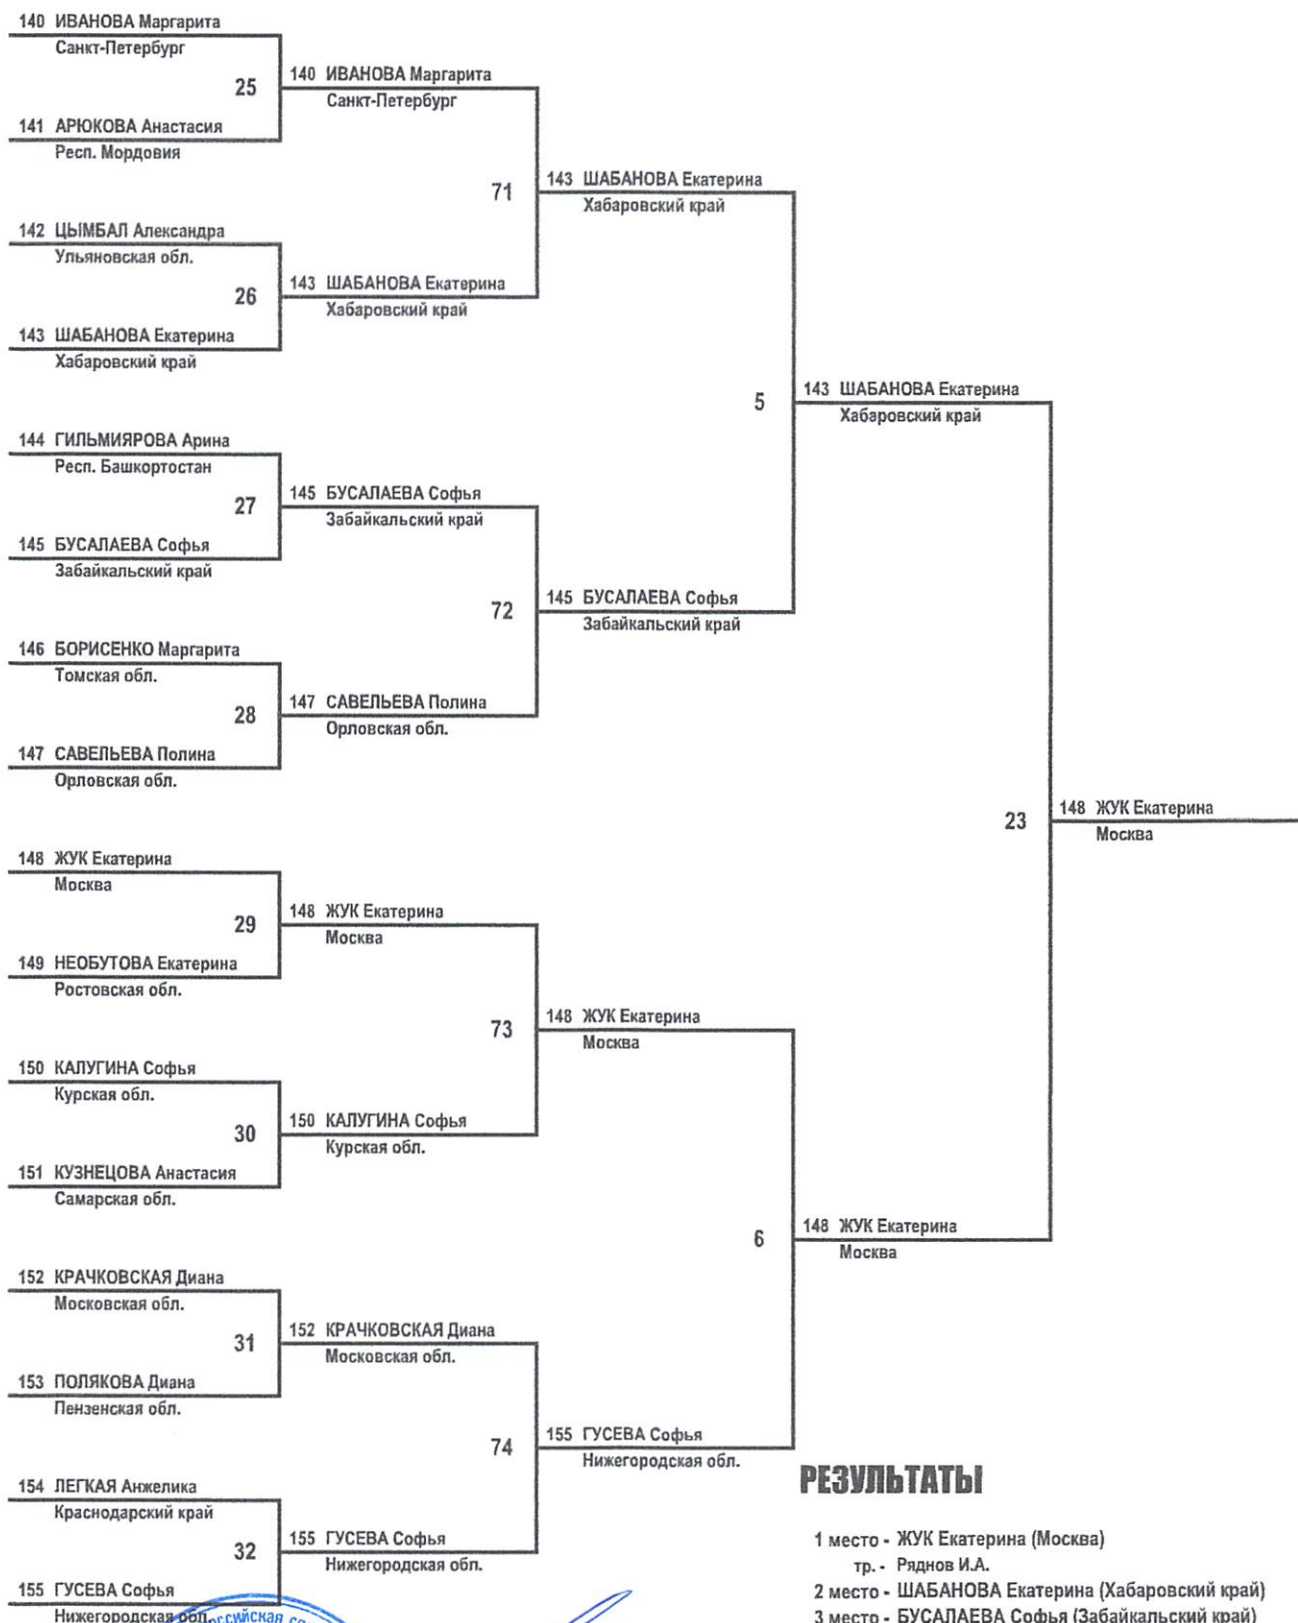 140 ИВАНОВА Маргарита
Санкт-Петербург
25
141 АРЮКОВА Анастасия
Респ. Мордовия
140 ИВАНОВА Маргарита
Санкт-Петербург
71
142 ЦЫМБАЛ Александра
Ульяновская обл.
26
143 ШАБАНОВА Екатерина
Хабаровский край
143 ШАБАНОВА Екатерина
Хабаровский край
143 ШАБАНОВА Екатерина
Хабаровский край
5
144 ГИЛЬМИЯРОВА Арина
Респ. Башкортостан
27
145 БУСАЛАЕВА Софья
Забайкальский край
145 БУСАЛАЕВА Софья
Забайкальский край
72
146 БОРИСЕНКО Маргарита
Томская обл.
28
147 САВЕЛЬЕВА Полина
Орловская обл.
147 САВЕЛЬЕВА Полина
Орловская обл.
145 БУСАЛАЕВА Софья
Забайкальский край
143 ШАБАНОВА Екатерина
Хабаровский край
23
148 ЖУК Екатерина
Москва
148 ЖУК Екатерина
Москва
29
149 НЕОБУТОВА Екатерина
Ростовская обл.
148 ЖУК Екатерина
Москва
73
150 КАЛУГИНА Софья
Курская обл.
30
151 КУЗНЕЦОВА Анастасия
Самарская обл.
150 КАЛУГИНА Софья
Курская обл.
148 ЖУК Екатерина
Москва
6
148 ЖУК Екатерина
Москва
152 КРАЧКОВСКАЯ Диана
Московская обл.
31
153 ПОЛЯКОВА Диана
Пензенская обл.
152 КРАЧКОВСКАЯ Диана
Московская обл.
74
154 ЛЕГКАЯ Анжелика
Краснодарский край
32
155 ГУСЕВА Софья
Нижегородская обл.
155 ГУСЕВА Софья
Нижегородская обл.
155 ГУСЕВА Софья
Нижегородская обл.
РЕЗУЛЬТАТЫ
1 место - ЖУК Екатерина (Москва)
тр. - Ряднов И.А.
2 место - ШАБАНОВА Екатерина (Хабаровский край)
3 место - БУСАЛАЕВА Софья (Забайкальский край)